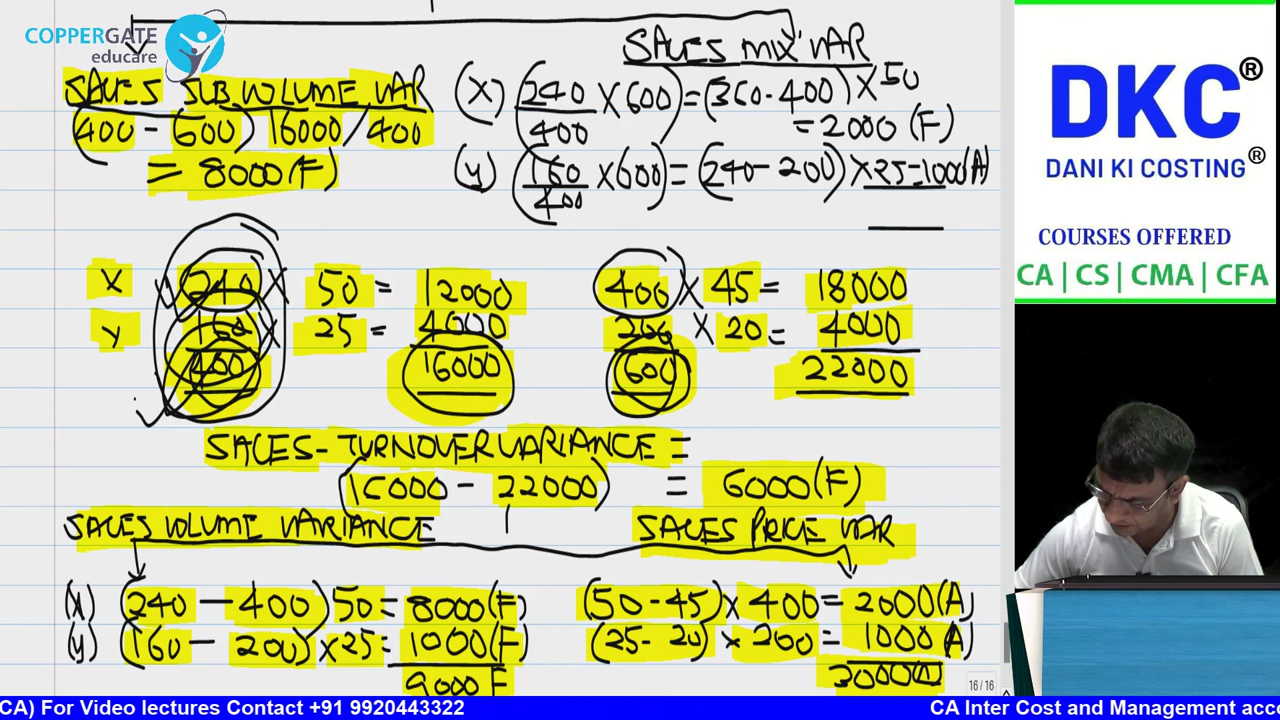 COPPERGATE
educare
SALES MIX VAR
SALES SUB VOLUME VAR
(400 - (600) 16000/400
= 8000(F)
(X) (240/400 X 600) = (360-400) X 50
= 2000 (F)
(y) (160/400 X 600) = (240-200) X 25 = 1000(A)
X 240 X 50 = 12000 400 X 45 = 18000
y 160 X 25 = 4000 200 X 20 = 4000
400 16000 600 22000
SALES-TURNOVER VARIANCE =
(16000 - 22000) = 6000(F)
SALES VOLUME VARIANCE SALES PRICE VAR
(X) (240 - 400) 50 = 8000(F) (50-45) X 400 = 2000(A)
(y) (160 - 200) X 25 = 1000(F) (25-20) X 200 = 1000(A)
9000F 3000(A)
16/16
DKC®
DANI KI COSTING®
COURSES OFFERED
CA | CS | CMA | CFA
CA) For Video lectures Contact +91 9920443322 CA Inter Cost and Management acc